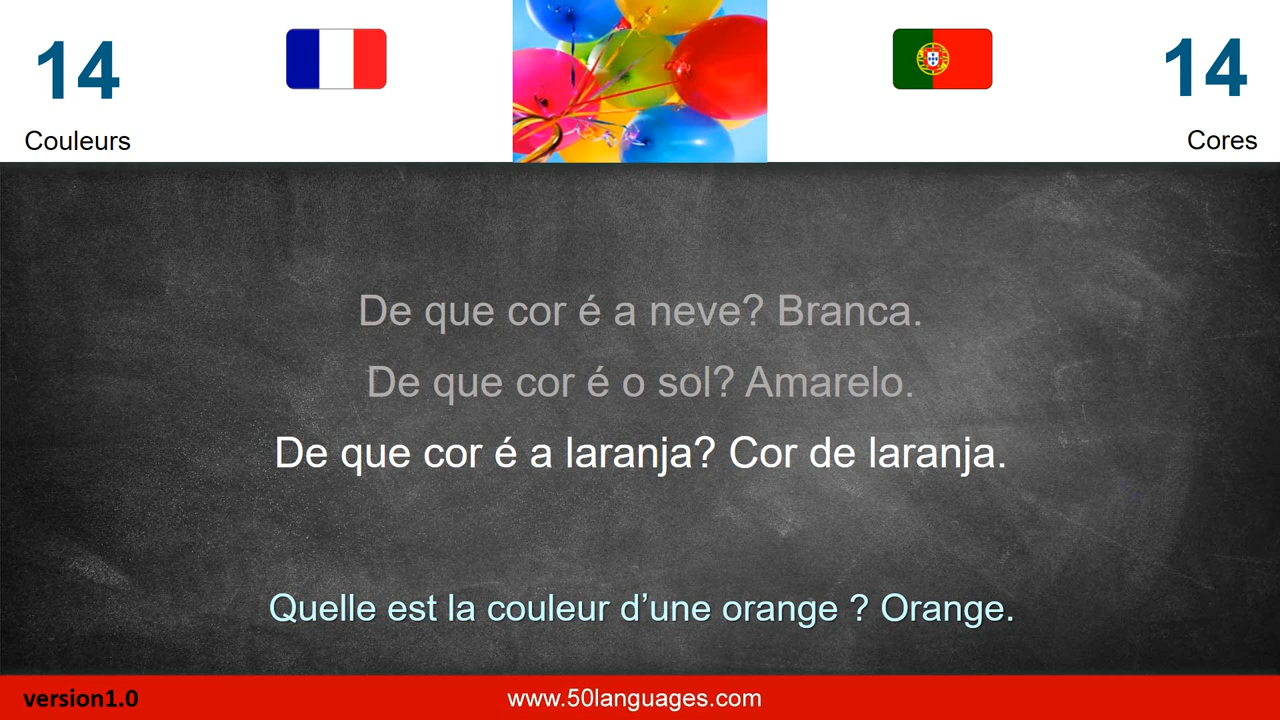 14
14
Couleurs
Cores
De que cor é a neve? Branca.
De que cor é o sol? Amarelo.
De que cor é a laranja? Cor de laranja.
Quelle est la couleur d’une orange ? Orange.
version1.0
www.50languages.com